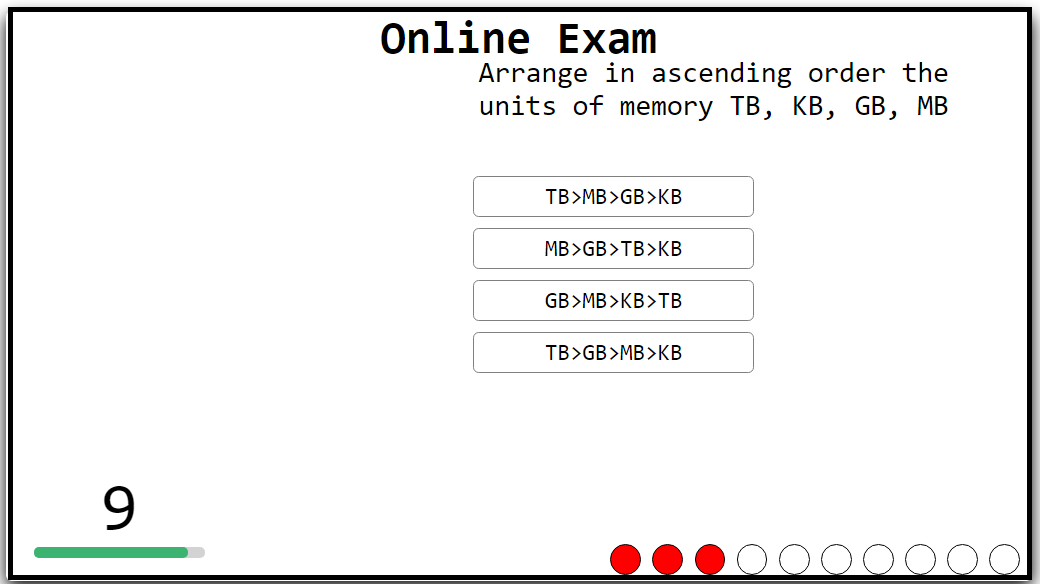 Online Exam
Arrange in ascending order the
units of memory TB, KB, GB, MB
TB>MB>GB>KB
MB>GB>TB>KB
GB>MB>KB>TB
TB>GB>MB>KB
9